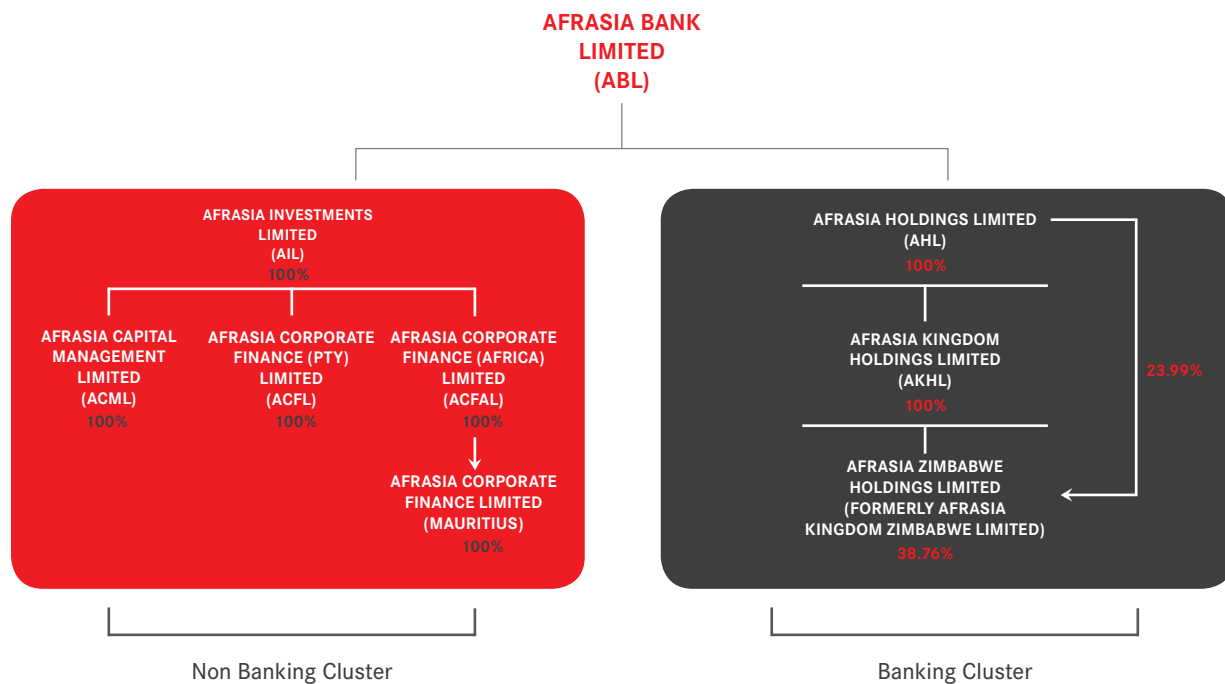 AFRASIA BANK
LIMITED
(ABL)
AFRASIA INVESTMENTS
LIMITED
(AIL)
100%
AFRASIA CAPITAL
MANAGEMENT
LIMITED
(ACML)
100%
AFRASIA CORPORATE
FINANCE (PTY)
LIMITED
(ACFL)
100%
AFRASIA CORPORATE
FINANCE (AFRICA)
LIMITED
(ACFAL)
100%
AFRASIA CORPORATE
FINANCE LIMITED
(MAURITIUS)
100%
Non Banking Cluster
AFRASIA HOLDINGS LIMITED
(AHL)
100%
AFRASIA KINGDOM
HOLDINGS LIMITED
(AKHL)
100%
23.99%
AFRASIA ZIMBABWE
HOLDINGS LIMITED
(FORMERLY AFRASIA
KINGDOM ZIMBABWE LIMITED)
38.76%
Banking Cluster